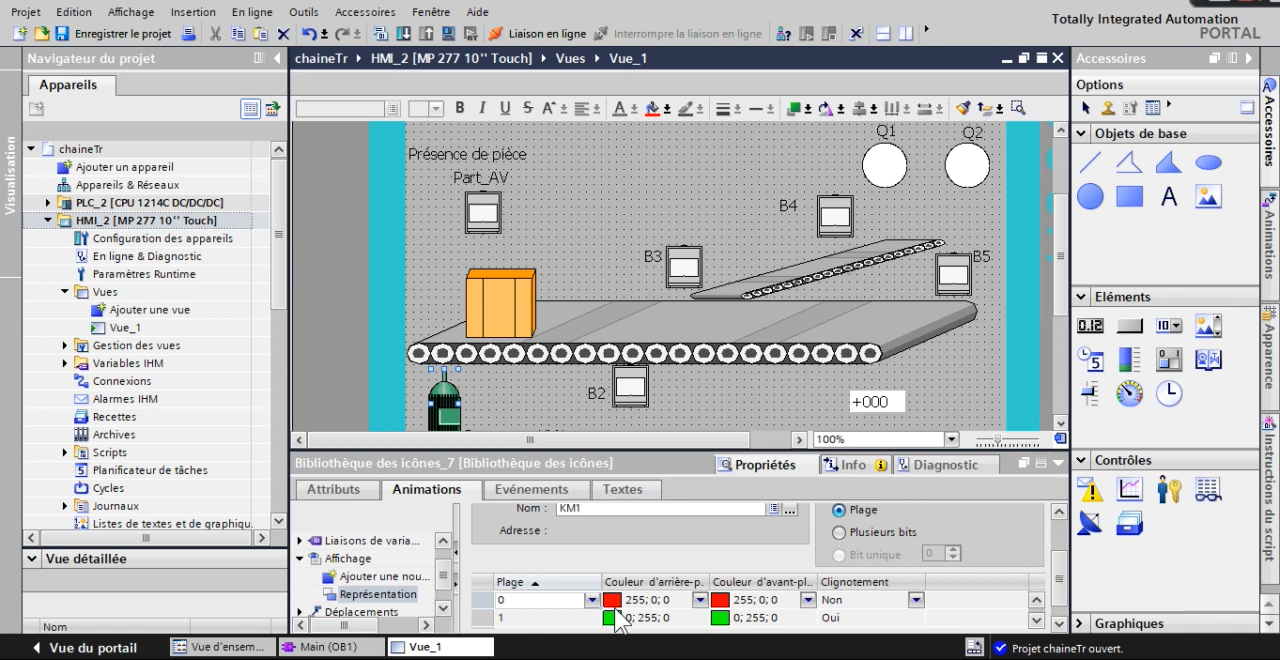 Projet Edition Affichage Insertion En ligne Outils Accessoires Fenêtre Aide
Totally Integrated Automation
PORTAL
Enregistrer le projet Liaison en ligne Interrompre la liaison en ligne
Navigateur du projet
chaineTr HMI_2 [MP 277 10'' Touch] Vues Vue_1
Accessoires
Appareils
Options
B I U S A A
Visualisation
Objets de base
chaineTr
Ajouter un appareil
Appareils & Réseaux
PLC_2 [CPU 1214C DC/DC/DC]
HMI_2 [MP 277 10'' Touch]
Configuration des appareils
En ligne & Diagnostic
Paramètres Runtime
Vues
Ajouter une vue
Vue_1
Gestion des vues
Variables IHM
Connexions
Alarmes IHM
Recettes
Archives
Scripts
Planificateur de tâches
Cycles
Journaux
Listes de textes et de graphiqu.
Vue détaillée
Nom
Présence de pièce
Part_AV
Q1
Q2
B4
B3
B5
B2
+000
100%
A
Eléments
0.12
10
5
Contrôles
Graphiques
Accessoires
Animations
Apparence
Instructions du script
Bibliothèque des icônes_7 [Bibliothèque des icônes]
Propriétés Info Diagnostic
Attributs Animations Evénements Textes
Nom : KM1
Adresse :
Plage
Plusieurs bits
Bit unique 0
Liaisons de varia...
Affichage
Ajouter une nou...
Représentation
Déplacements
Plage Couleur d'arrière-p. Couleur d'avant-pl.. Clignotement
0 255; 0; 0 255; 0; 0 Non
1 0; 255; 0 0; 255; 0 Oui
Vue du portail Vue d'ensem... Main (OB1) Vue_1
Projet chaineTr ouvert.